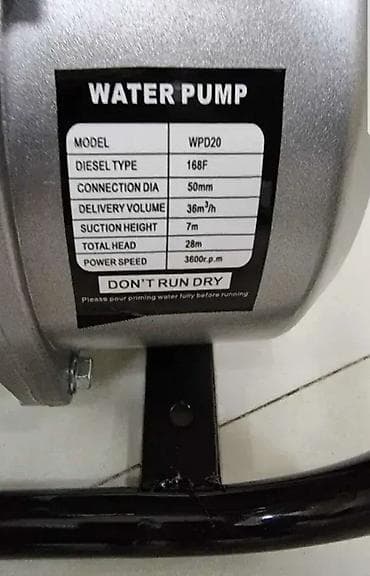 WATER PUMP
MODEL WPD20
DIESEL TYPE 168F
CONNECTION DIA 50mm
DELIVERY VOLUME 36m³/h
SUCTION HEIGHT 7m
TOTAL HEAD 28m
POWER SPEED 3600r.p.m
DON'T RUN DRY
Please pour priming water fully before running